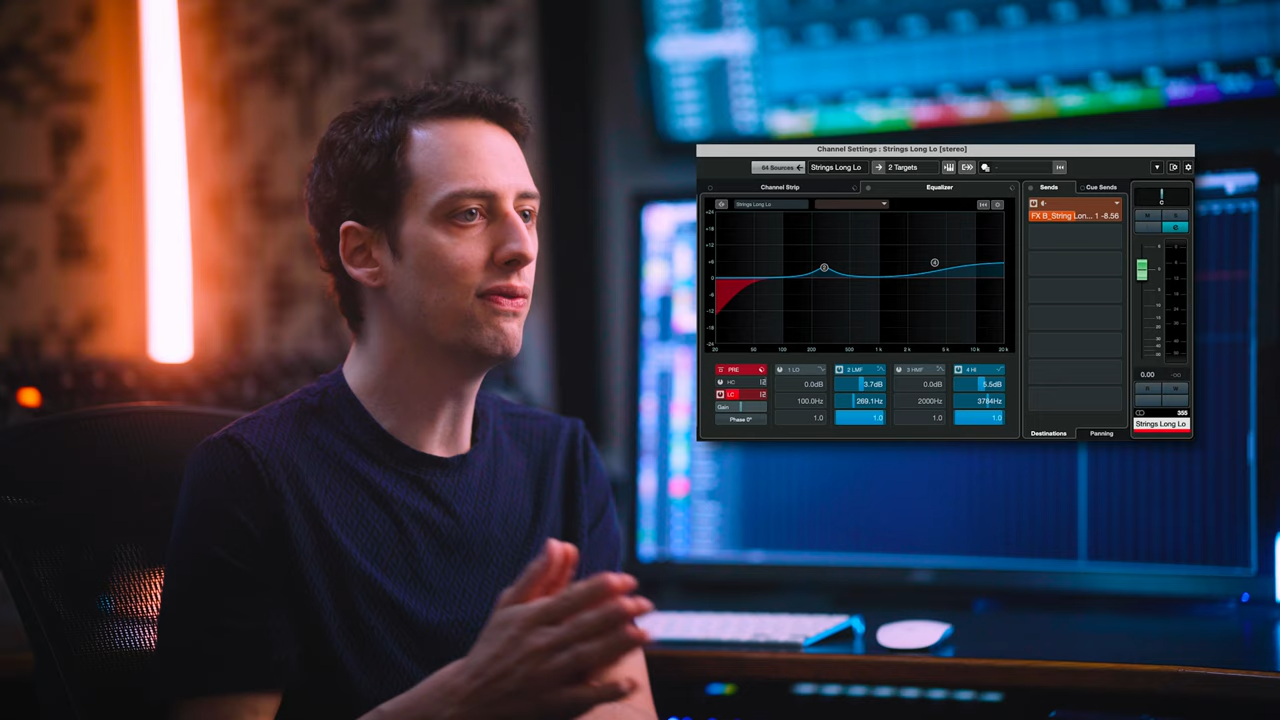 Channel Settings : Strings Long Lo [stereo]
64 Sources Strings Long Lo 2 Targets
Channel Strip Equalizer Sends Cue Sends
Strings Long Lo
FX B_String Lon... 1 -8.56
M S
+24
+18
+12
+6
0
-6
-12
-18
-24
20 50 100 200 500 1 k 2 k 5 k 10 k 20 k
2 4
C
PRE 1 LO 2 LMF 3 HMF 4 HI
HC 0.0dB 3.7dB 0.0dB 5.5dB
LC 100.0Hz 269.1Hz 2000Hz 3784Hz
Gain 1.0 1.0 1.0 1.0
Phase 0°
0.00 -oo
R W
355
Strings Long Lo
Destinations Panning